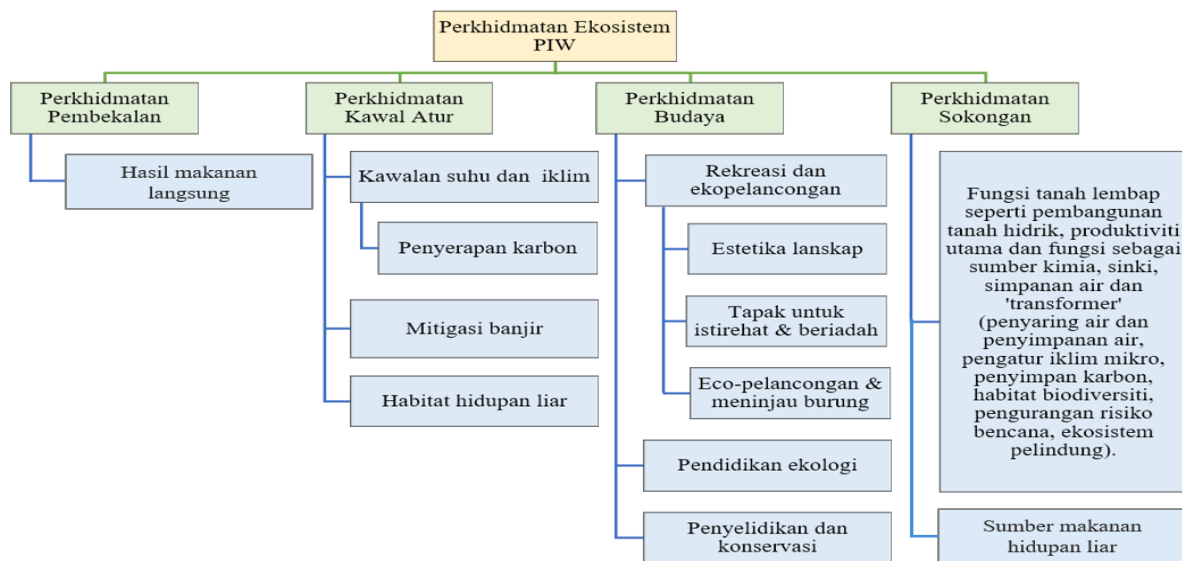 Perkhidmatan Ekosistem
PIW
Perkhidmatan
Pembekalan
Hasil makanan
langsung
Perkhidmatan
Kawal Atur
Kawalan suhu dan iklim
Penyerapan karbon
Mitigasi banjir
Habitat hidupan liar
Perkhidmatan
Budaya
Rekreasi dan
ekopelancongan
Estetika lanskap
Tapak untuk
istirehat & beriadah
Eco-pelancongan &
meninjau burung
Pendidikan ekologi
Penyelidikan dan
konservasi
Perkhidmatan
Sokongan
Fungsi tanah lembap
seperti pembangunan
tanah hidrik, produktiviti
utama dan fungsi sebagai
sumber kimia, sinki,
simpanan air dan
'transformer'
(penyaring air dan
penyimpanan air,
pengatur iklim mikro,
penyimpan karbon,
habitat biodiversiti,
pengurangan risiko
bencana, ekosistem
pelindung).
Sumber makanan
hidupan liar